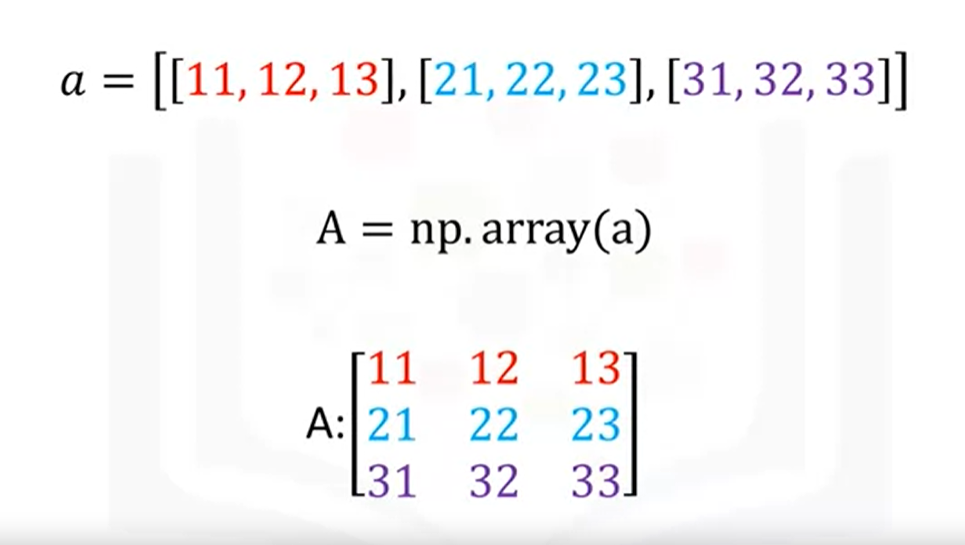 a = [[11, 12, 13], [21, 22, 23], [31, 32, 33]]
A = np. array(a)
11 12 13
A: 21 22 23
31 32 33